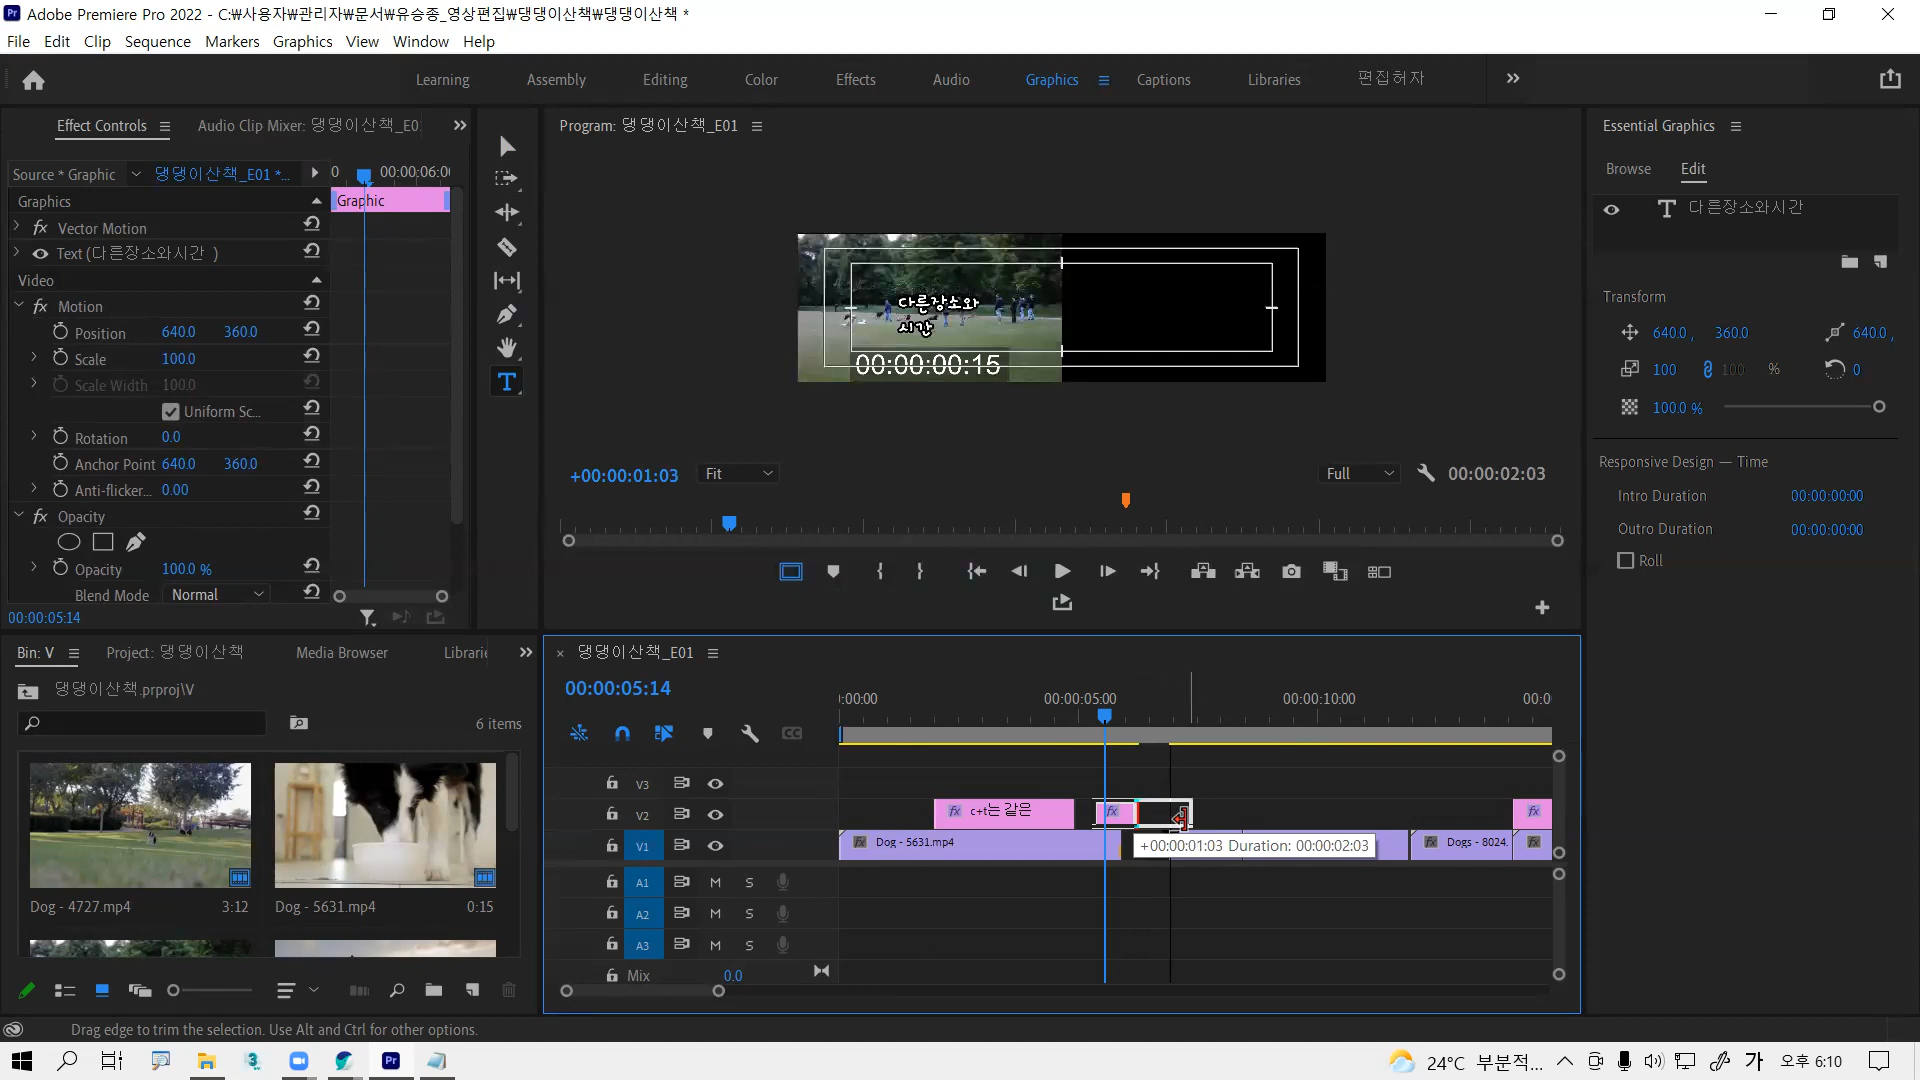 Adobe Premiere Pro 2022 - C:₩사용자₩관리자₩문서₩유승종_영상편집₩댕댕이산책₩댕댕이산책 *
File Edit Clip Sequence Markers Graphics View Window Help
Learning Assembly Editing Color Effects Audio Graphics Captions Libraries 편집허자
Effect Controls Audio Clip Mixer: 댕댕이산책_E0
Program: 댕댕이산책_E01
Essential Graphics
Browse Edit
Source * Graphic 댕댕이산책_E01 *... 0 00:00:06:0
Graphics Graphic
Vector Motion
Text (다른장소와시간 )
Video
Motion
Position 640.0 360.0
Scale 100.0
Scale Width 100.0
Uniform Sc...
Rotation 0.0
Anchor Point 640.0 360.0
Anti-flicker... 0.00
Opacity
Opacity 100.0 %
Blend Mode Normal
00:00:05:14
다른장소와
시간
00:00:00:15
+00:00:01:03 Fit Full 00:00:02:03
다른장소와시간
Transform
640.0 , 360.0 640.0 ,
100 100 % 0
100.0 %
Responsive Design — Time
Intro Duration 00:00:00:00
Outro Duration 00:00:00:00
Roll
Bin: V Project: 댕댕이산책 Media Browser Librarie
댕댕이산책.prproj₩V
6 items
Dog - 4727.mp4 3:12
Dog - 5631.mp4 0:15
댕댕이산책_E01
00:00:05:14
:00:00 00:00:05:00 00:00:10:00 00:0
V3
V2 fx c+t는 같은 fx fx
V1 fx Dog - 5631.mp4 fx Dogs - 8024. fx
+00:00:01:03 Duration: 00:00:02:03
A1 M S
A2 M S
A3 M S
Mix 0.0
Drag edge to trim the selection. Use Alt and Ctrl for other options.
24°C 부분적... 가 오후 6:10